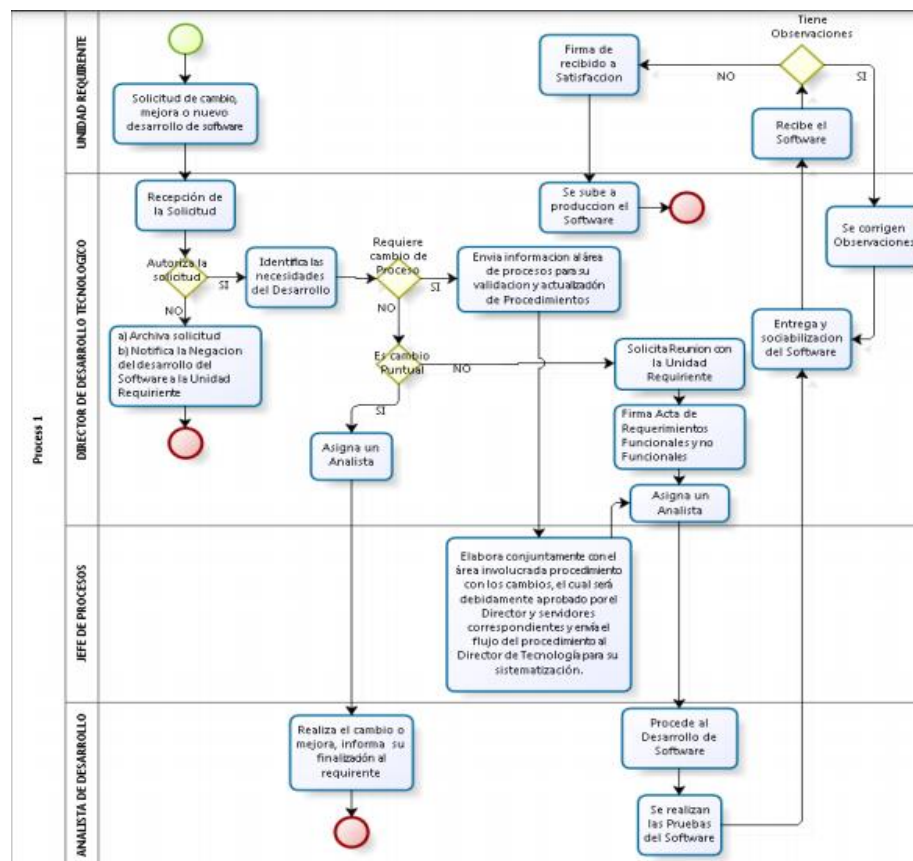 Process 1
UNIDAD REQUIRENTE
Solicitud de cambio,
mejora o nuevo
desarrollo de software
Firma de
recibido a
Satisfaccion
NO
Tiene
Observaciones
SI
Recibe el
Software
DIRECTOR DE DESARROLLO TECNOLOGICO
Recepción de
la Solicitud
Autoriza la
solicitud
SI
NO
Identifica las
necesidades
del Desarrollo
Requiere
cambio de
Proceso
SI
NO
Envia informacion al área
de procesos para su
validacion y actualización de
Procedimientos
Se sube a
produccion el
Software
Se corrigen
Observaciones
a) Archiva solicitud
b) Notifica la Negacion
del desarrollo del
Software a la Unidad
Requiriente
Es cambio
Puntual
NO
SI
Asigna un
Analista
Solicita Reunion con
la Unidad
Requiriente
Firma Acta de
Requerimientos
Funcionales y no
Funcionales
Asigna un
Analista
Entrega y
sociabilizacion
del Software
JEFE DE PROCESOS
Elabora conjuntamente con el
área involucrada procedimiento
con los cambios, el cual será
debidamente aprobado por el
Director y servidores
correspondientes y envía el
flujo del procedimiento al
Director de Tecnología para su
sistematización.
ANALISTA DE DESARROLLO
Realiza el cambio o
mejora, informa su
finalización al
requirente
Procede al
Desarrollo de
Software
Se realizan
las Pruebas
del Software